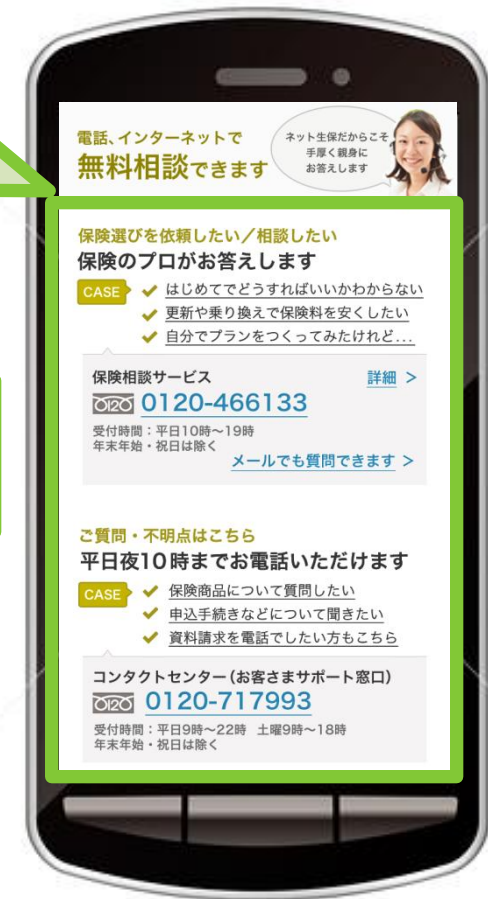 電話、インターネットで
無料相談できます
ネット生保だからこそ
手厚く親身に
お答えします
保険選びを依頼したい／相談したい
保険のプロがお答えします
CASE
はじめてでどうすればいいかわからない
更新や乗り換えで保険料を安くしたい
自分でプランをつくってみたけれど...
保険相談サービス
詳細 >
0120 0120-466133
受付時間：平日10時〜19時
年末年始・祝日は除く
メールでも質問できます >
ご質問・不明点はこちら
平日夜10時までお電話いただけます
CASE
保険商品について質問したい
申込手続きなどについて聞きたい
資料請求を電話でしたい方もこちら
コンタクトセンター（お客さまサポート窓口）
0120 0120-717993
受付時間：平日9時〜22時 土曜9時〜18時
年末年始・祝日は除く